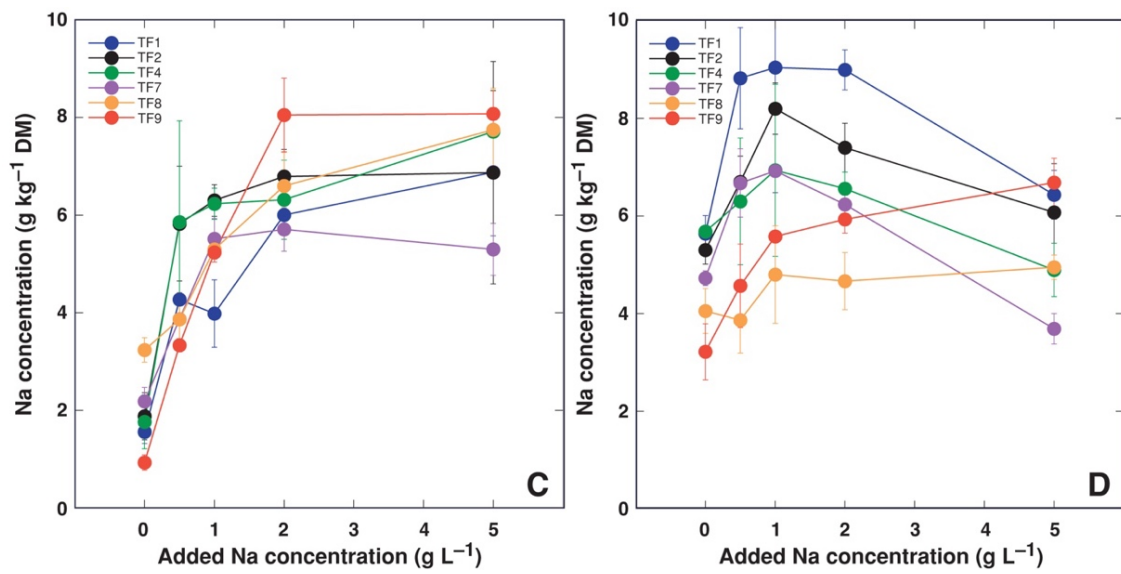 10
8
6
4
2
0
Na concentration (g kg⁻¹ DM)
TF1
TF2
TF4
TF7
TF8
TF9
C
0 1 2 3 4 5
Added Na concentration (g L⁻¹)
10
8
6
4
2
0
Na concentration (g kg⁻¹ DM)
TF1
TF2
TF4
TF7
TF8
TF9
D
0 1 2 3 4 5
Added Na concentration (g L⁻¹)